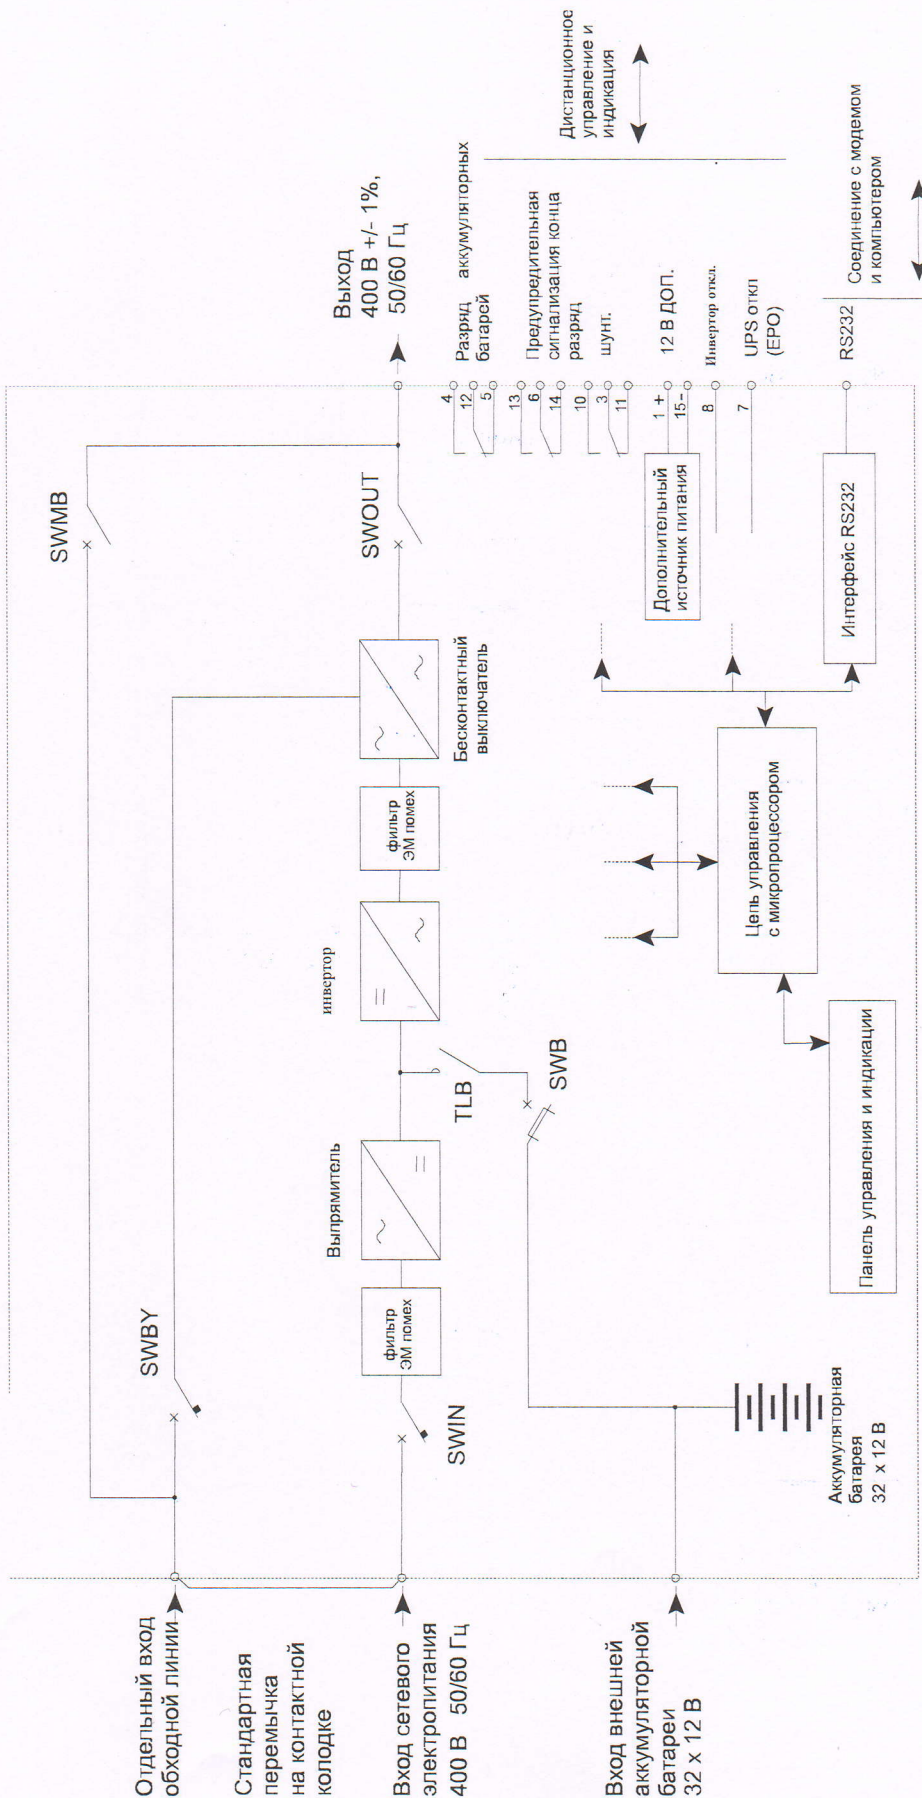 SWMB
SWBY
SWOUT
Выход
400 В +/- 1%,
50/60 Гц
Отдельный вход
обходной линии
Стандартная
перемычка
на контактной
колодке
Вход сетевого
электропитания
400 В 50/60 Гц
SWIN
фильтр
ЭМ помех
Выпрямитель
инвертор
фильтр
ЭМ помех
Бесконтактный
выключатель
TLB
SWB
Вход внешней
аккумуляторной
батареи
32 x 12 В
Аккумуляторная
батарея
32 x 12 В
Панель управления и индикации
Цепь управления
с микропроцессором
Дополнительный
источник питания
Интерфейс RS232
4
12
5
Разряд аккумуляторных
батарей
13
6
14
Предупредительная
сигнализация конца
разряд
10
3
11
шунт.
1 +
15 -
12 В ДОП.
8
Инвертор откл.
7
UPS откл
(EPO)
RS232
Дистанционное
управление и
индикация
Соединение с модемом
и компьютером